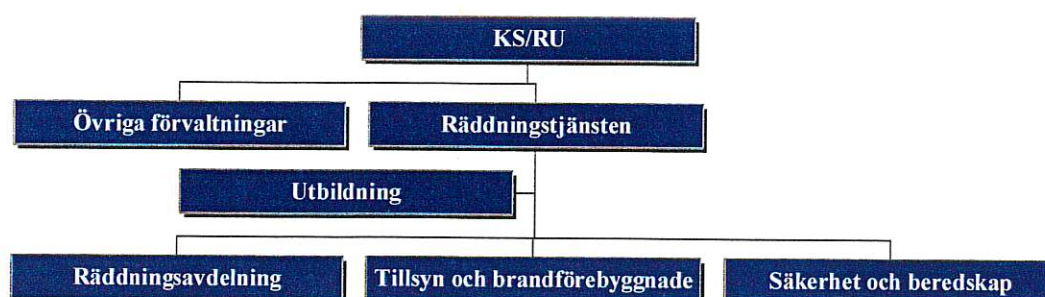 KS/RU
Övriga förvaltningar
Räddningstjänsten
Utbildning
Räddningsavdelning
Tillsyn och brandförebyggnade
Säkerhet och beredskap